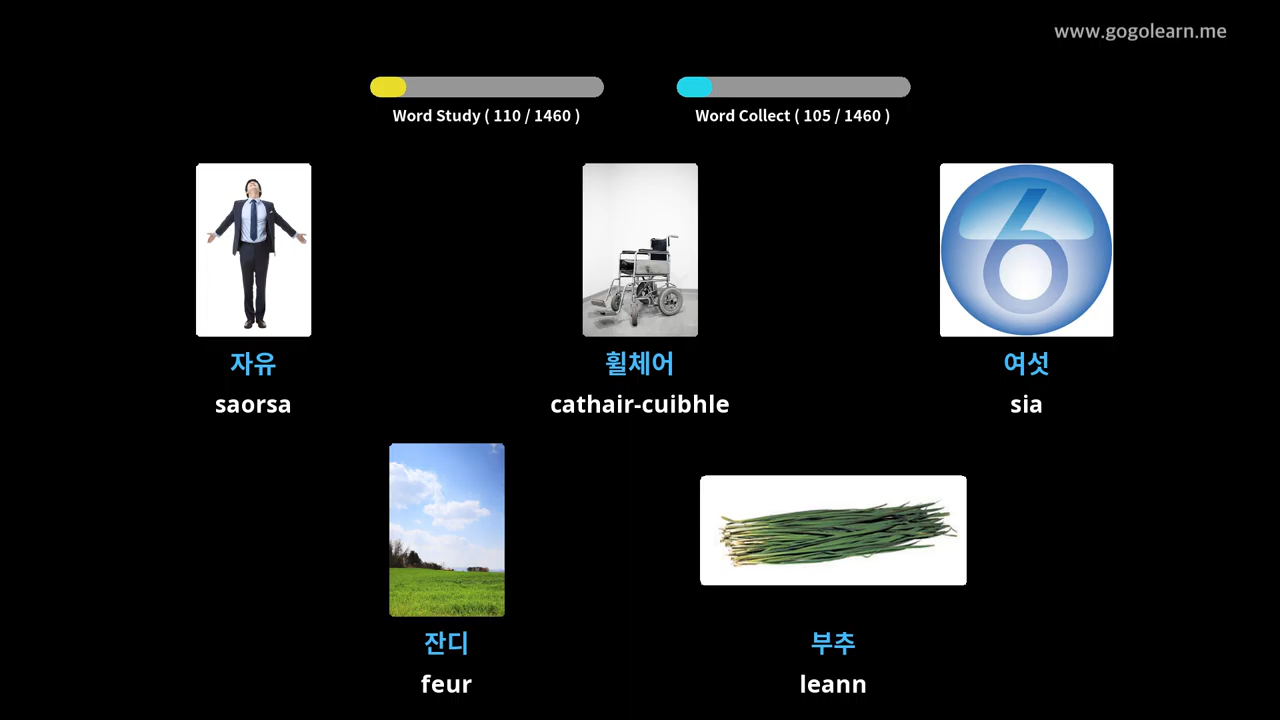 www.gogolearn.me
Word Study ( 110 / 1460 )
Word Collect ( 105 / 1460 )
6
자유
휠체어
여섯
saorsa
cathair-cuibhle
sia
잔디
부추
feur
leann